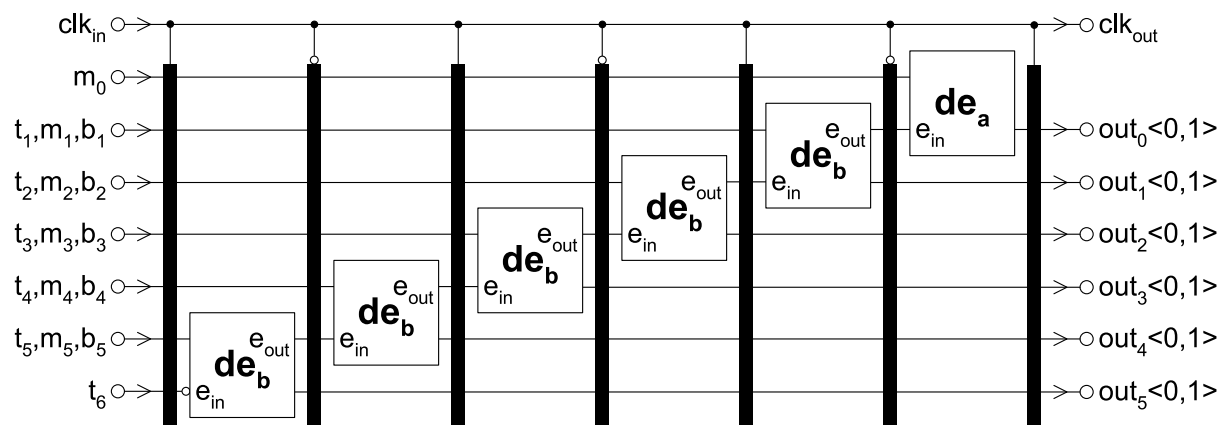 clk_in clk_out
m_0
de_a
e_in
t_1,m_1,b_1 out_0<0,1>
e_out
de_b
e_in
t_2,m_2,b_2 out_1<0,1>
e_out
de_b
e_in
t_3,m_3,b_3 out_2<0,1>
e_out
de_b
e_in
t_4,m_4,b_4 out_3<0,1>
e_out
de_b
e_in
t_5,m_5,b_5 out_4<0,1>
e_out
de_b
e_in
t_6 out_5<0,1>